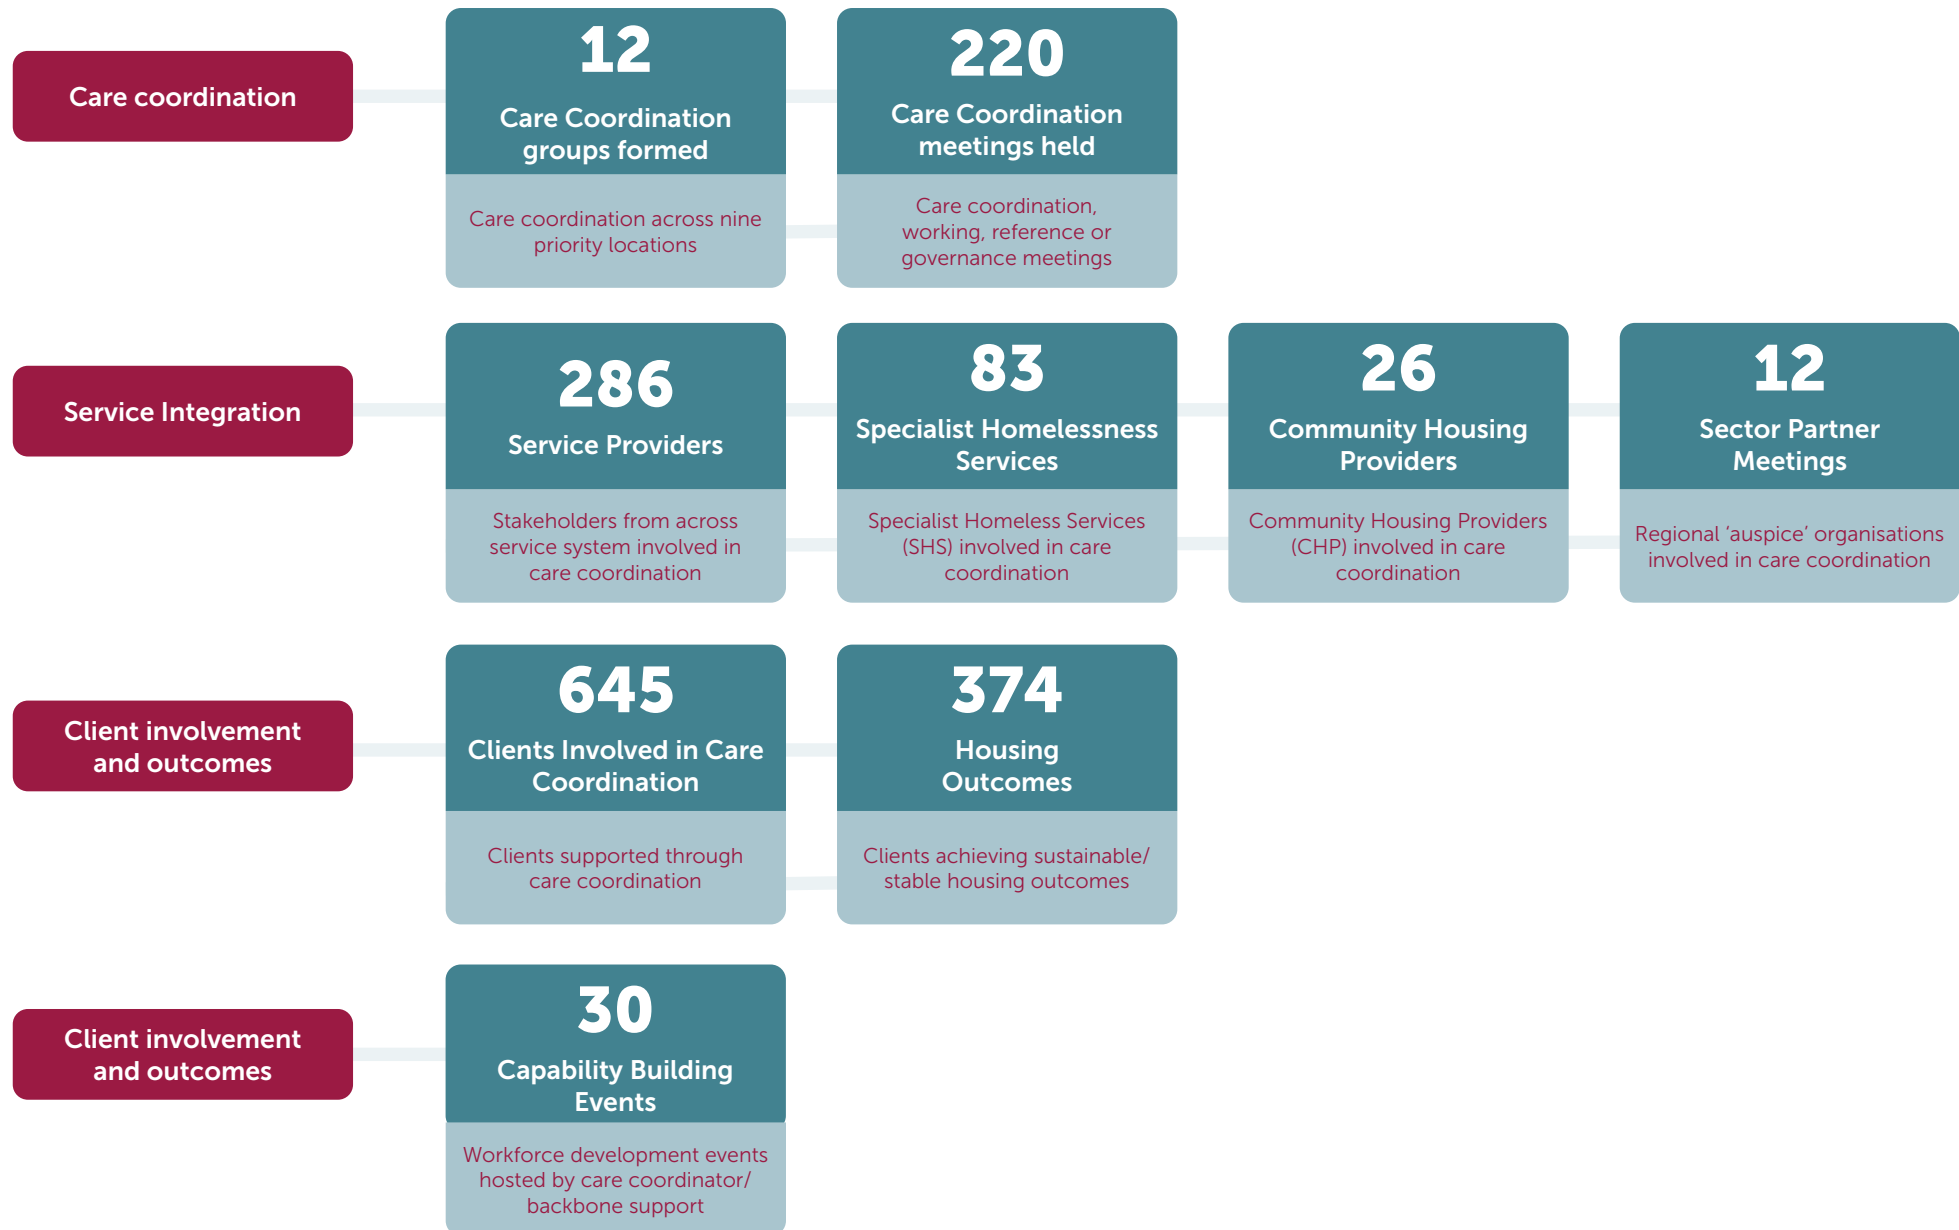 Care coordination
12
Care Coordination
groups formed
Care coordination across nine
priority locations
220
Care Coordination
meetings held
Care coordination,
working, reference or
governance meetings
Service Integration
286
Service Providers
Stakeholders from across
service system involved in
care coordination
83
Specialist Homelessness
Services
Specialist Homeless Services
(SHS) involved in care
coordination
26
Community Housing
Providers
Community Housing Providers
(CHP) involved in care
coordination
12
Sector Partner
Meetings
Regional ‘auspice’ organisations
involved in care coordination
Client involvement
and outcomes
645
Clients Involved in Care
Coordination
Clients supported through
care coordination
374
Housing
Outcomes
Clients achieving sustainable/
stable housing outcomes
Client involvement
and outcomes
30
Capability Building
Events
Workforce development events
hosted by care coordinator/
backbone support